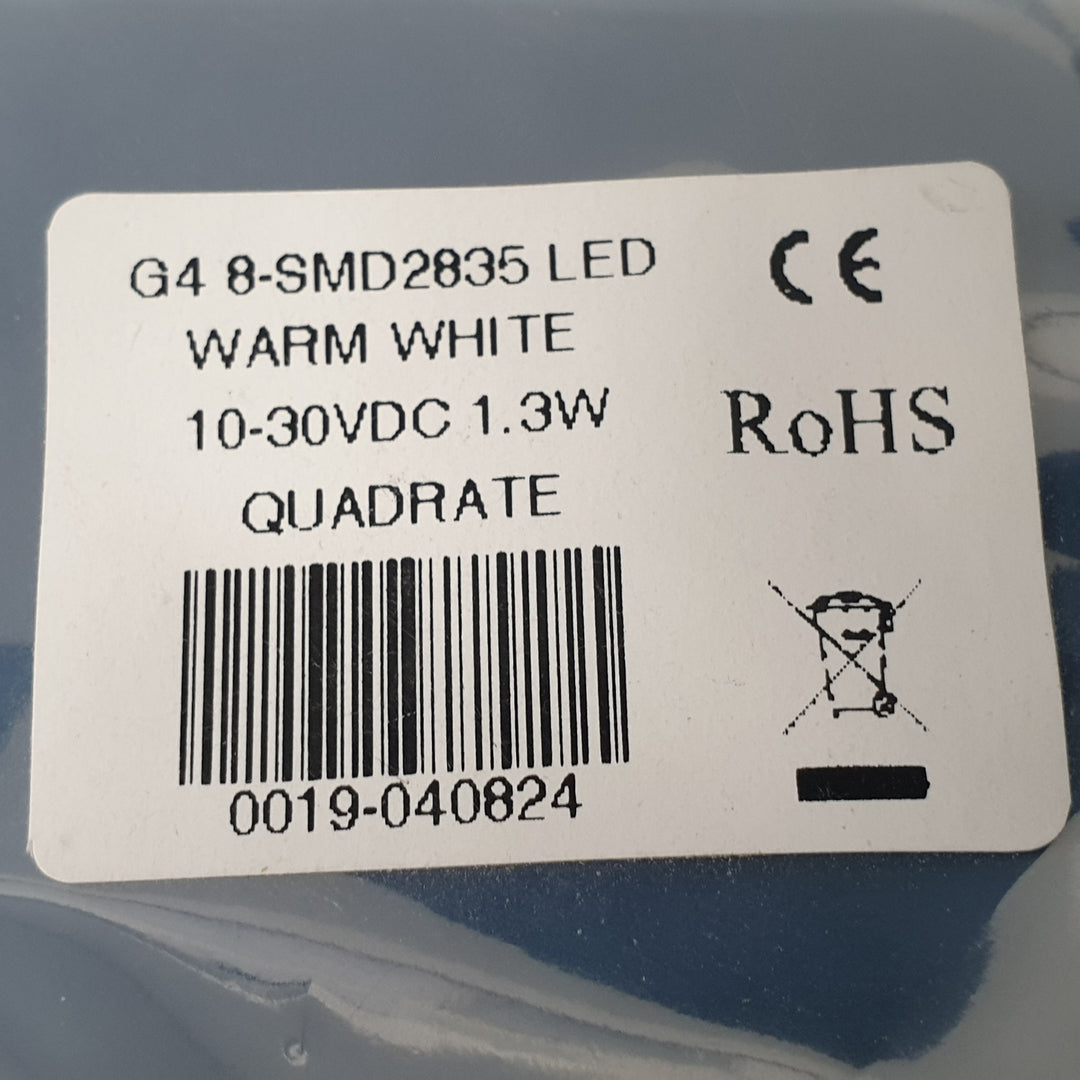 G4 8-SMD2835 LED
WARM WHITE
10-30VDC 1.3W
QUADRATE
0019-040824
CE
RoHS